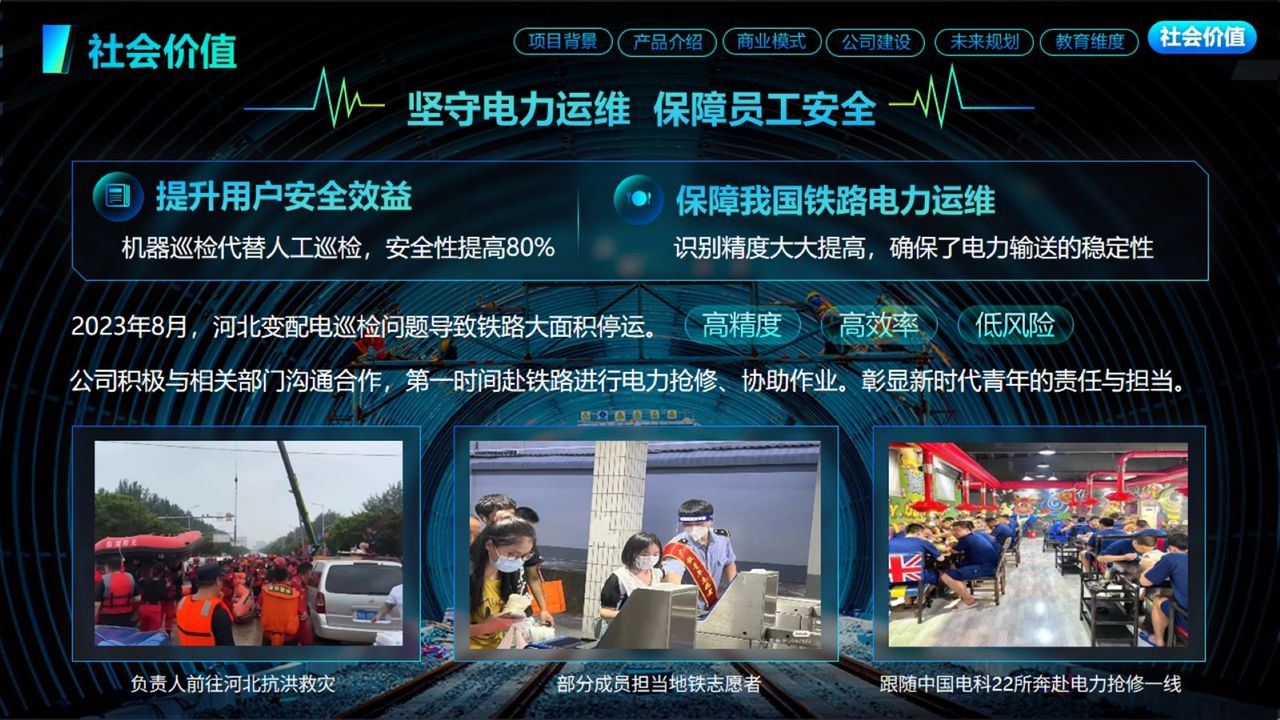 社会价值
项目背景
产品介绍
商业模式
公司建设
未来规划
教育维度
社会价值
坚守电力运维 保障员工安全
提升用户安全效益
机器巡检代替人工巡检，安全性提高80%
保障我国铁路电力运维
识别精度大大提高，确保了电力输送的稳定性
2023年8月，河北变配电巡检问题导致铁路大面积停运。
高精度
高效率
低风险
公司积极与相关部门沟通合作，第一时间赴铁路进行电力抢修、协助作业。彰显新时代青年的责任与担当。
负责人前往河北抗洪救灾
部分成员担当地铁志愿者
跟随中国电科22所奔赴电力抢修一线